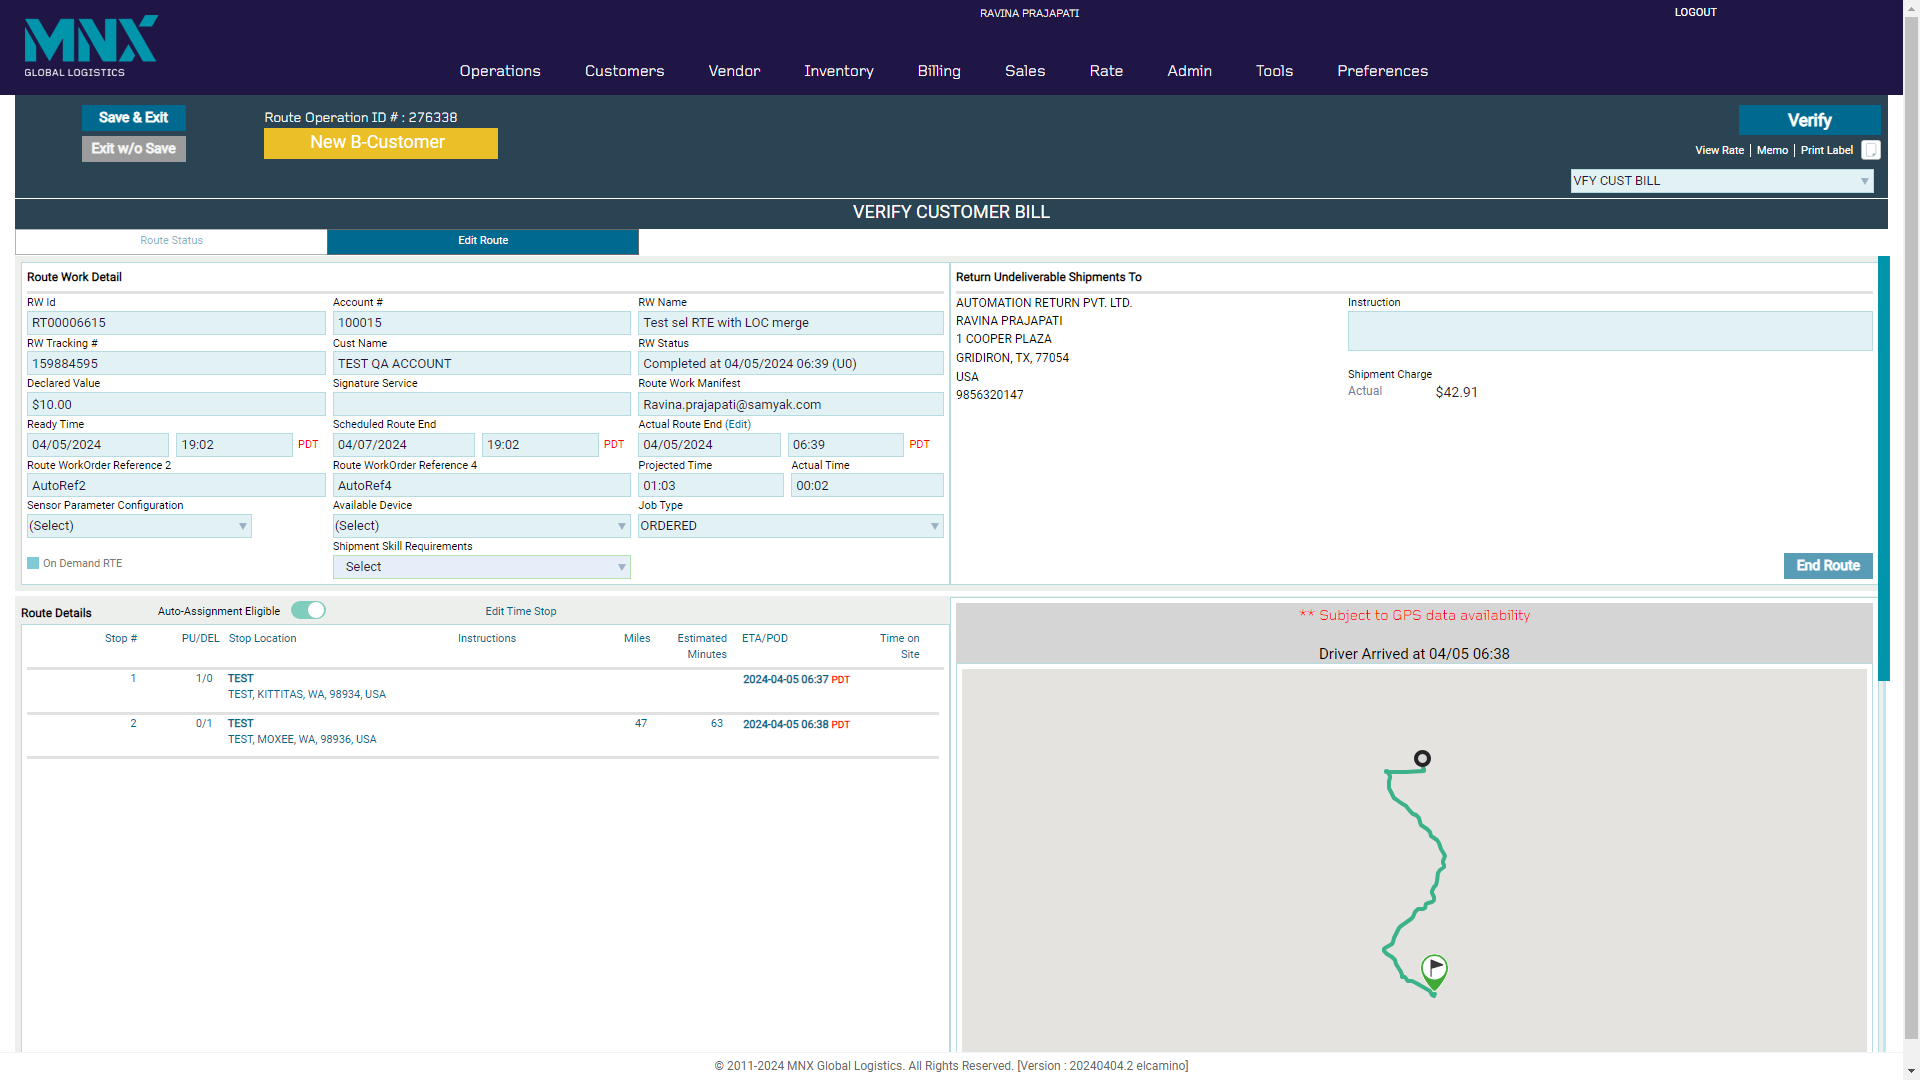 MNX
GLOBAL LOGISTICS
RAVINA PRAJAPATI
LOGOUT
Operations Customers Vendor Inventory Billing Sales Rate Admin Tools Preferences
Save & Exit
Exit w/o Save
Route Operation ID # : 276338
New B-Customer
Verify
View Rate | Memo | Print Label
VFY CUST BILL
VERIFY CUSTOMER BILL
Route Status Edit Route
Route Work Detail
RW Id Account # RW Name
RT00006615 100015 Test sel RTE with LOC merge
RW Tracking # Cust Name RW Status
159884595 TEST QA ACCOUNT Completed at 04/05/2024 06:39 (U0)
Declared Value Signature Service Route Work Manifest
$10.00 Ravina.prajapati@samyak.com
Ready Time Scheduled Route End Actual Route End (Edit)
04/05/2024 19:02 PDT 04/07/2024 19:02 PDT 04/05/2024 06:39 PDT
Route WorkOrder Reference 2 Route WorkOrder Reference 4 Projected Time Actual Time
AutoRef2 AutoRef4 01:03 00:02
Sensor Parameter Configuration Available Device Job Type
(Select) (Select) ORDERED
Shipment Skill Requirements
On Demand RTE Select
Return Undeliverable Shipments To
AUTOMATION RETURN PVT. LTD.
RAVINA PRAJAPATI
1 COOPER PLAZA
GRIDIRON, TX, 77054
USA
9856320147
Instruction
Shipment Charge
Actual $42.91
End Route
Route Details Auto-Assignment Eligible Edit Time Stop
Stop # PU/DEL Stop Location Instructions Miles Estimated Minutes ETA/POD Time on Site
1 1/0 TEST 2024-04-05 06:37 PDT
TEST, KITTITAS, WA, 98934, USA
2 0/1 TEST 47 63 2024-04-05 06:38 PDT
TEST, MOXEE, WA, 98936, USA
** Subject to GPS data availability
Driver Arrived at 04/05 06:38
© 2011-2024 MNX Global Logistics. All Rights Reserved. [Version : 20240404.2 elcamino]